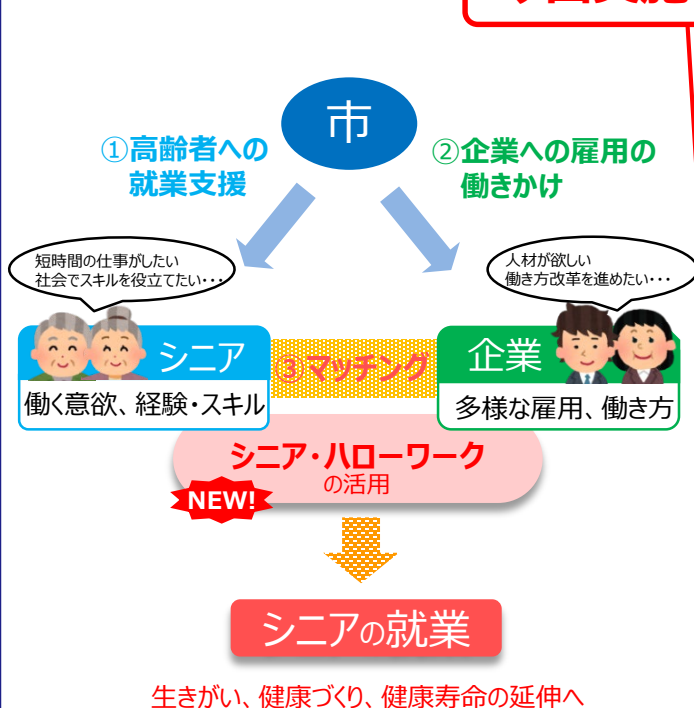 市
①高齢者への
就業支援
②企業への雇用の
働きかけ
短時間の仕事がしたい
社会でスキルを役立てたい・・・
人材が欲しい
働き方改革を進めたい・・・
シニア
③マッチング
企業
働く意欲、経験・スキル
多様な雇用、働き方
シニア・ハローワーク
の活用
NEW!
シニアの就業
生きがい、健康づくり、健康寿命の延伸へ